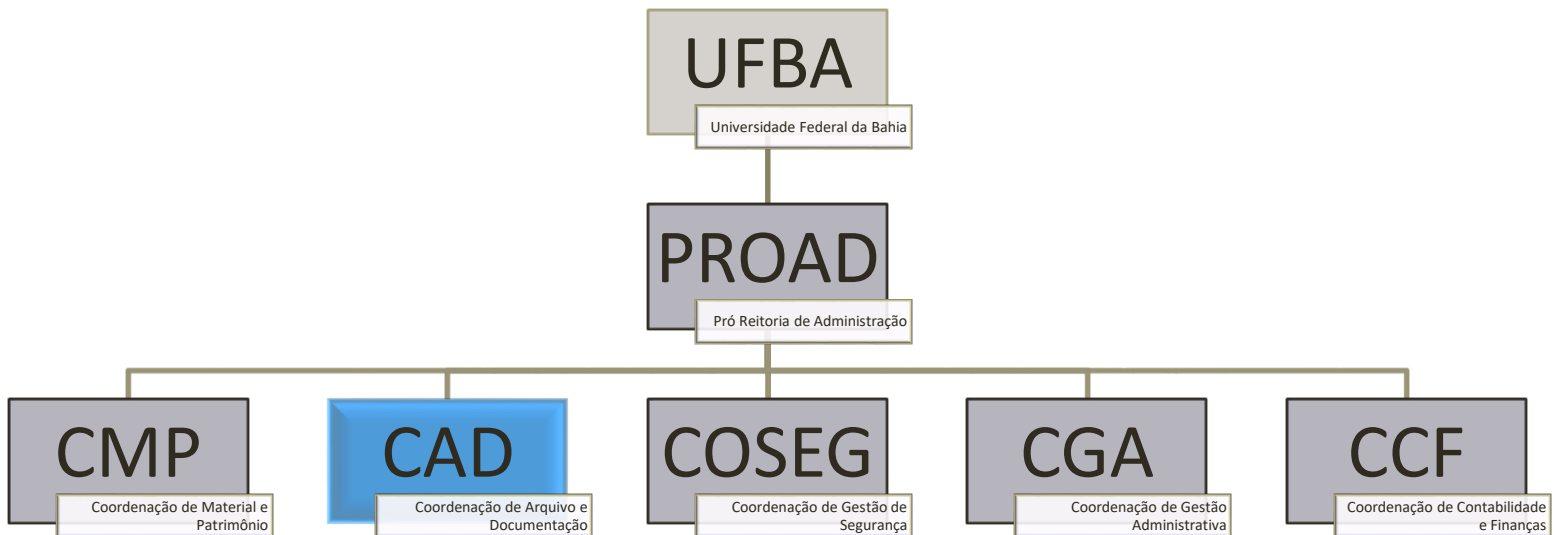 UFBA
Universidade Federal da Bahia
PROAD
Pró Reitoria de Administração
CMP
Coordenação de Material e
Patrimônio
CAD
Coordenação de Arquivo e
Documentação
COSEG
Coordenação de Gestão de
Segurança
CGA
Coordenação de Gestão
Administrativa
CCF
Coordenação de Contabilidade
e Finanças